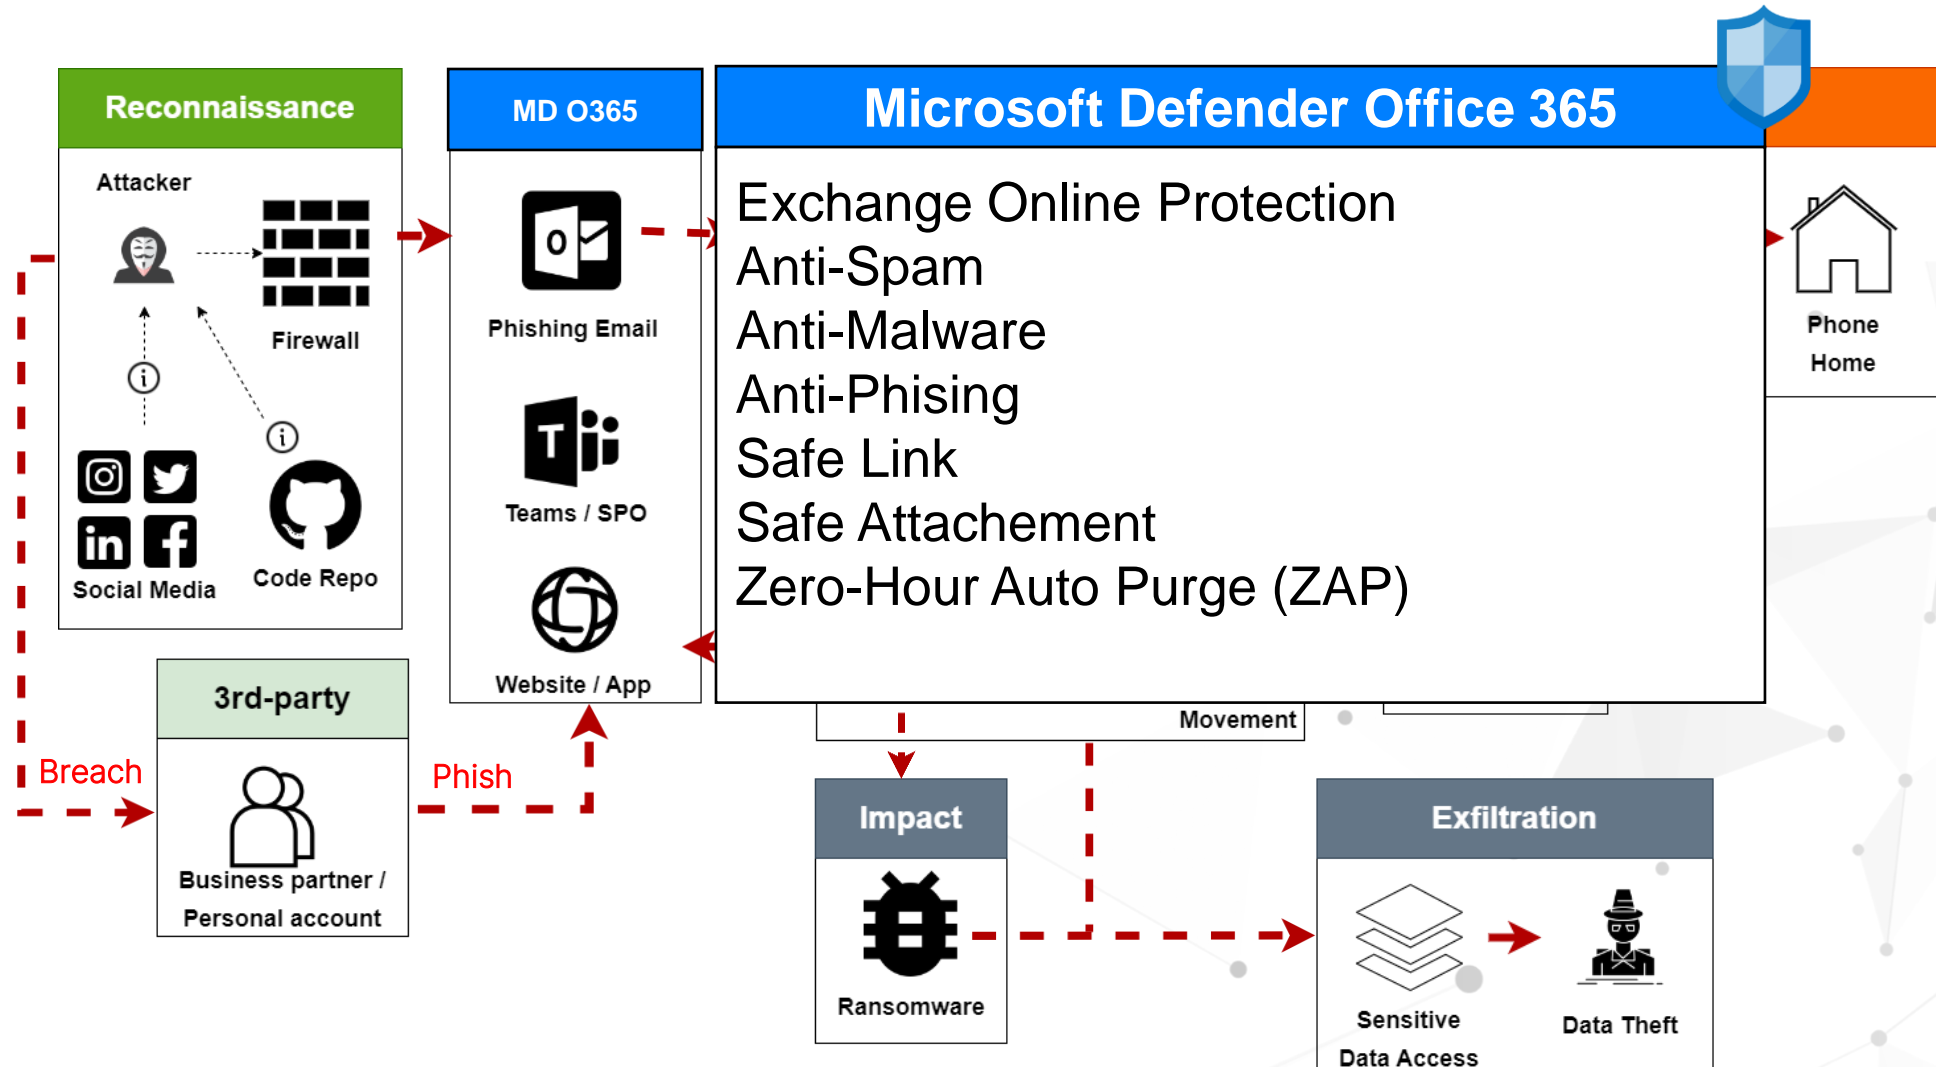 Reconnaissance
Attacker
Firewall
Social Media
Code Repo
MD O365
Phishing Email
Teams / SPO
Website / App
Microsoft Defender Office 365
Exchange Online Protection
Anti-Spam
Anti-Malware
Anti-Phising
Safe Link
Safe Attachement
Zero-Hour Auto Purge (ZAP)
Phone
Home
Movement
3rd-party
Breach
Phish
Business partner /
Personal account
Impact
Ransomware
Exfiltration
Sensitive
Data Access
Data Theft